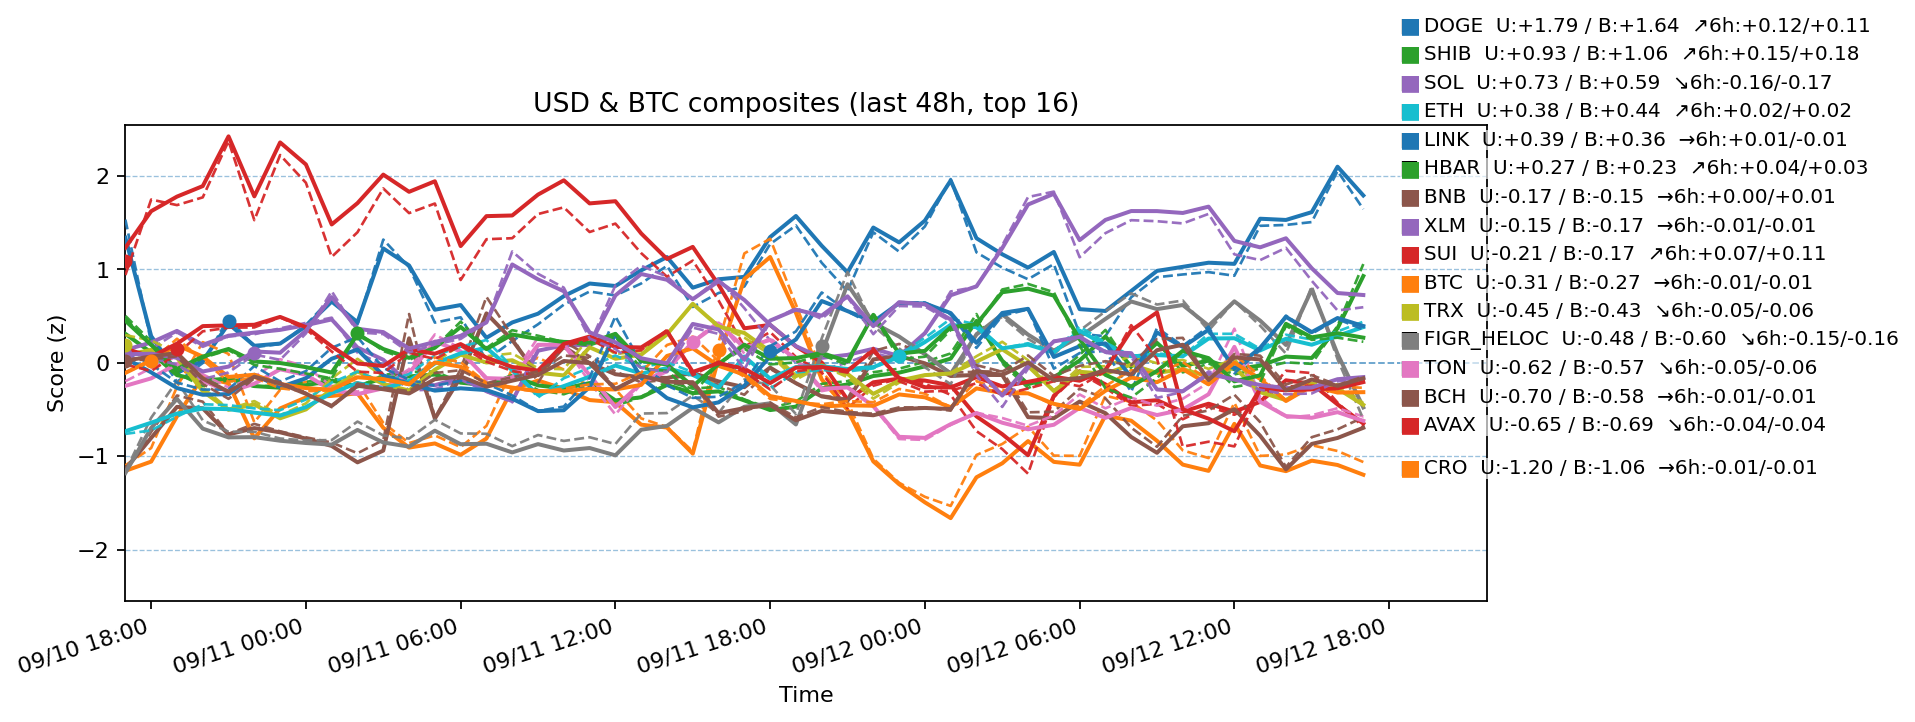 DOGE U:+1.79 / B:+1.64 ↗6h:+0.12/+0.11
SHIB U:+0.93 / B:+1.06 ↗6h:+0.15/+0.18
SOL U:+0.73 / B:+0.59 ↘6h:-0.16/-0.17
ETH U:+0.38 / B:+0.44 ↗6h:+0.02/+0.02
LINK U:+0.39 / B:+0.36 →6h:+0.01/-0.01
HBAR U:+0.27 / B:+0.23 ↗6h:+0.04/+0.03
BNB U:-0.17 / B:-0.15 →6h:+0.00/+0.01
XLM U:-0.15 / B:-0.17 →6h:-0.01/-0.01
SUI U:-0.21 / B:-0.17 ↗6h:+0.07/+0.11
BTC U:-0.31 / B:-0.27 →6h:-0.01/-0.01
TRX U:-0.45 / B:-0.43 ↘6h:-0.05/-0.06
FIGR_HELOC U:-0.48 / B:-0.60 ↘6h:-0.15/-0.16
TON U:-0.62 / B:-0.57 ↘6h:-0.05/-0.06
BCH U:-0.70 / B:-0.58 →6h:-0.01/-0.01
AVAX U:-0.65 / B:-0.69 ↘6h:-0.04/-0.04
CRO U:-1.20 / B:-1.06 →6h:-0.01/-0.01
USD & BTC composites (last 48h, top 16)
Score (z)
2
1
0
−1
−2
09/10 18:00
09/11 00:00
09/11 06:00
09/11 12:00
09/11 18:00
09/12 00:00
09/12 06:00
09/12 12:00
09/12 18:00
Time